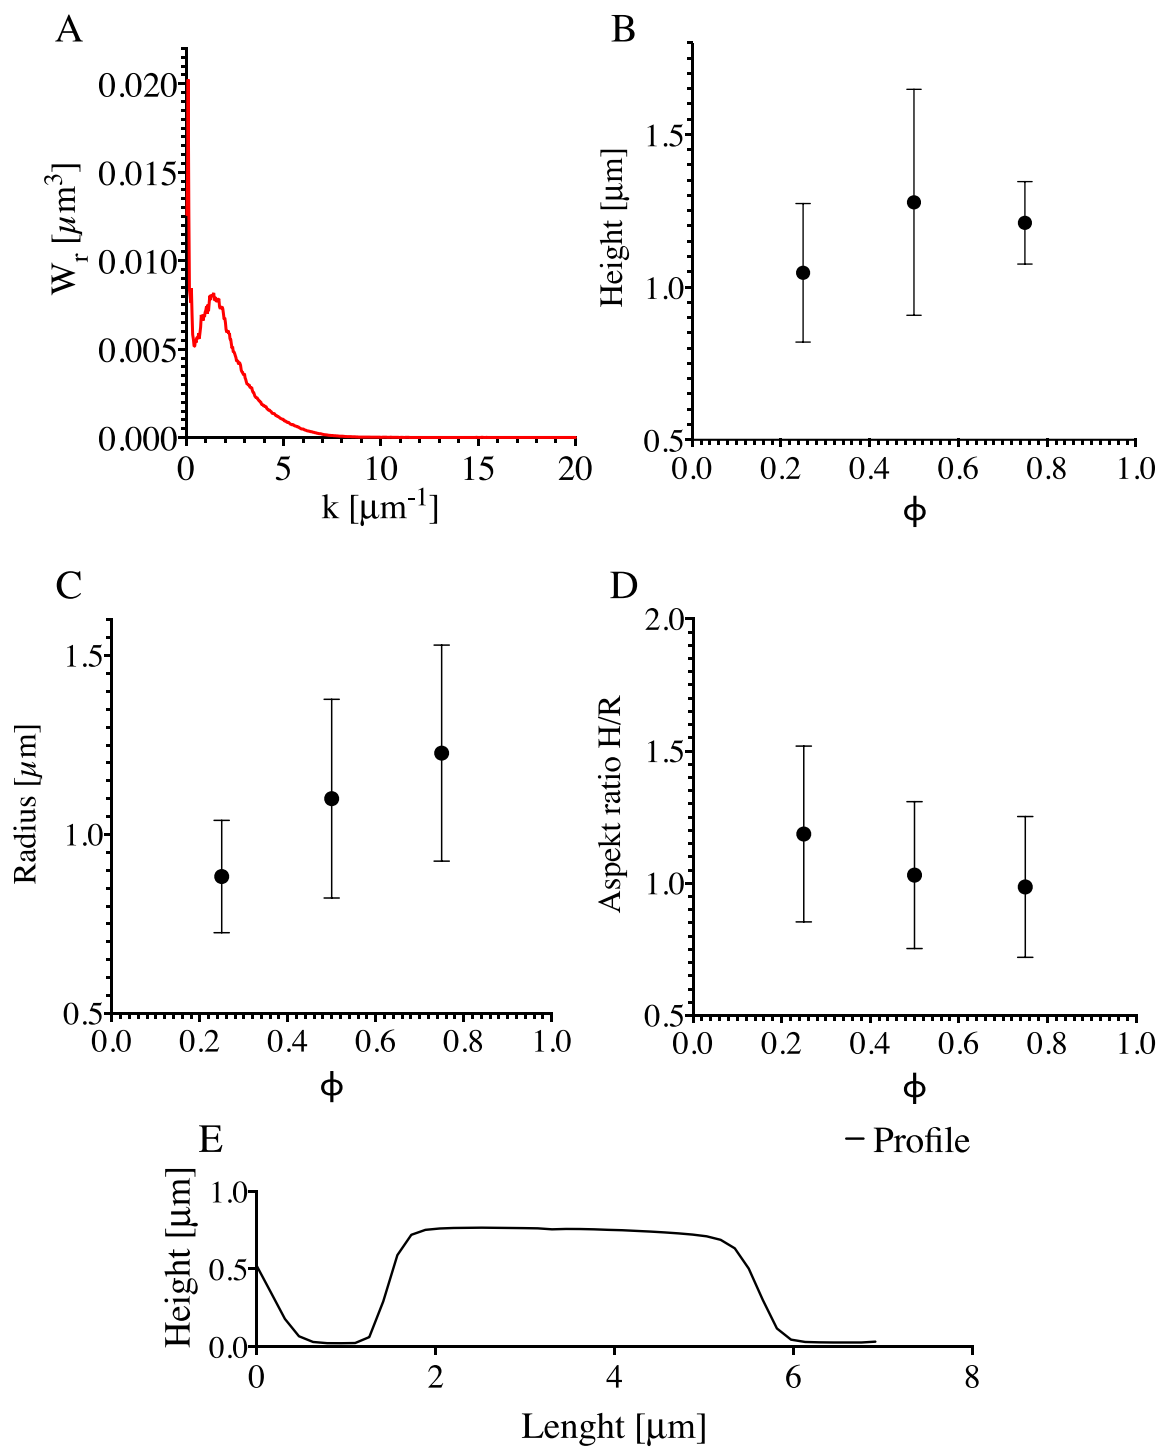 A
0.020
0.015
0.010
0.005
0.000
W_r [μm³]
0 5 10 15 20
k [μm⁻¹]
B
1.5
1.0
0.5
Height [μm]
0.0 0.2 0.4 0.6 0.8 1.0
ϕ
C
1.5
1.0
0.5
Radius [μm]
0.0 0.2 0.4 0.6 0.8 1.0
ϕ
D
2.0
1.5
1.0
0.5
Aspekt ratio H/R
0.0 0.2 0.4 0.6 0.8 1.0
ϕ
E
Profile
1.0
0.5
0.0
Height [μm]
0 2 4 6 8
Lenght [μm]